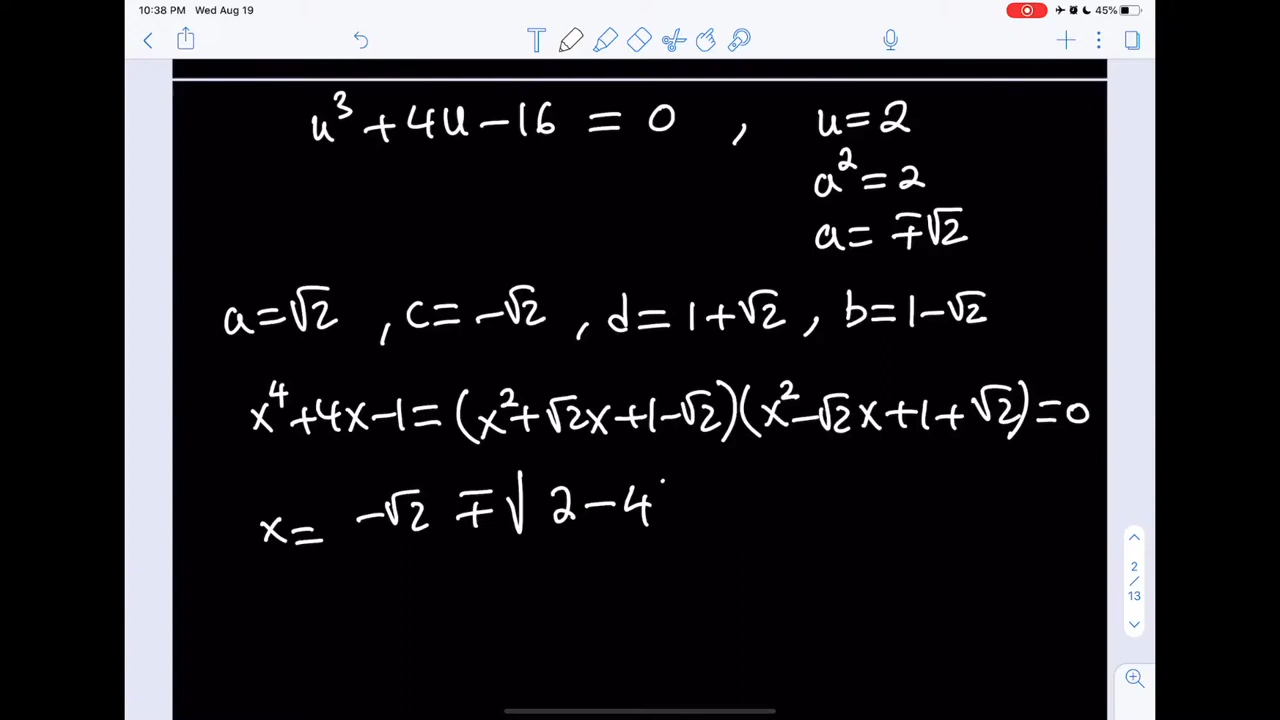 10:38 PM Wed Aug 19 45%
T
u³+4u-16 = 0 , u=2
a²=2
a= ∓√2
a=√2 , c= -√2 , d= 1+√2 , b= 1-√2
x⁴+4x-1= (x²+√2x+1-√2)(x²-√2x+1+√2)=0
x= -√2 ∓√ 2-4
2
/
13